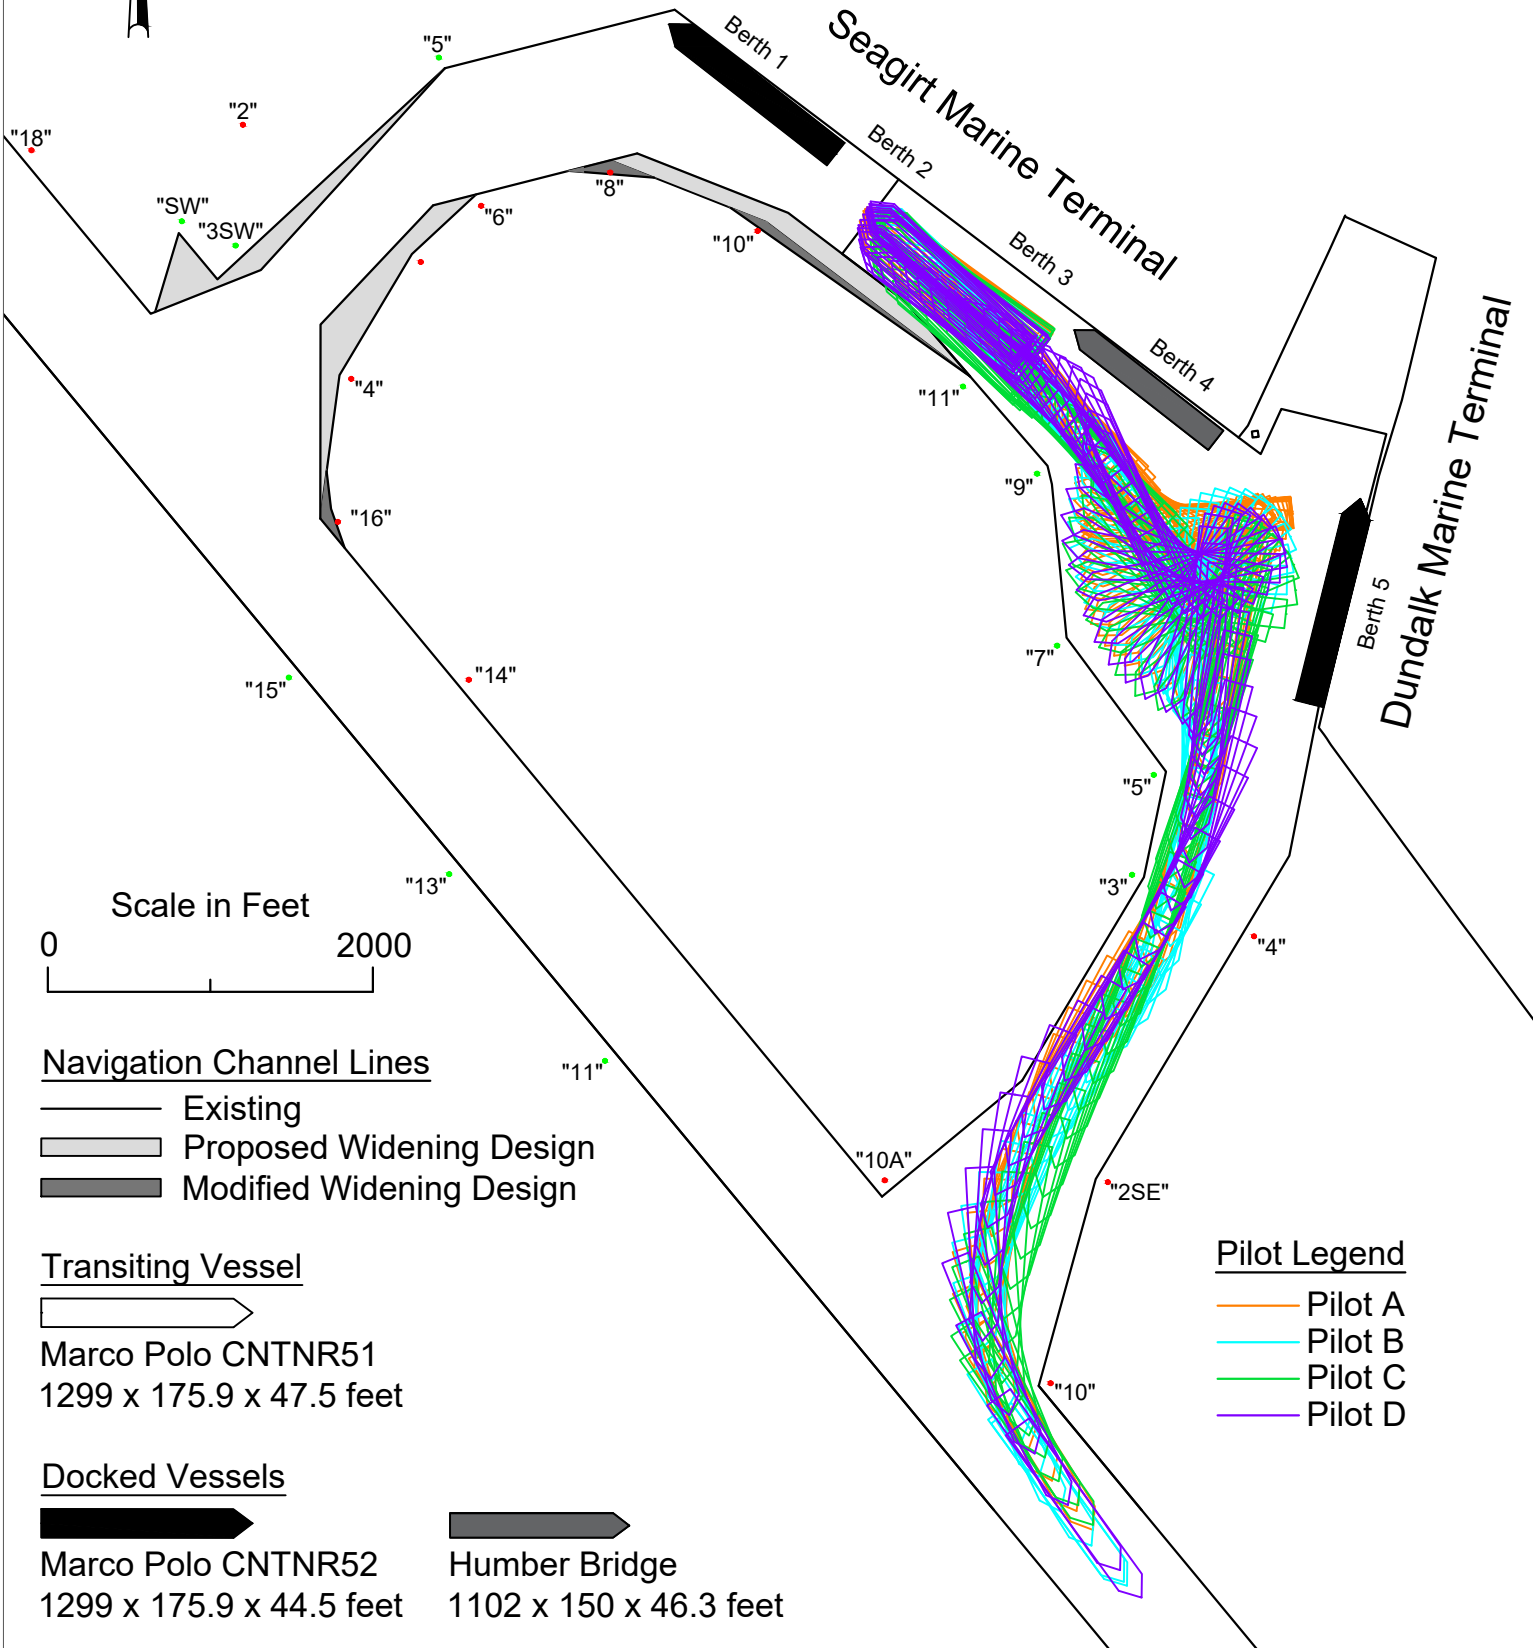 "5"
Berth 1
Seagirt Marine Terminal
"2"
"18"
Berth 2
"SW"
"3SW"
"8"
"6"
"10"
Berth 3
Berth 4
Dundalk Marine Terminal
"4"
"11"
"9"
"16"
Berth 5
"7"
"14"
"15"
"5"
"13"
"3"
Scale in Feet
0 2000
"4"
Navigation Channel Lines
"11"
Existing
Proposed Widening Design
Modified Widening Design
"10A"
"2SE"
Transiting Vessel
Marco Polo CNTNR51
1299 x 175.9 x 47.5 feet
Pilot Legend
Pilot A
Pilot B
Pilot C
Pilot D
"10"
Docked Vessels
Marco Polo CNTNR52
1299 x 175.9 x 44.5 feet
Humber Bridge
1102 x 150 x 46.3 feet